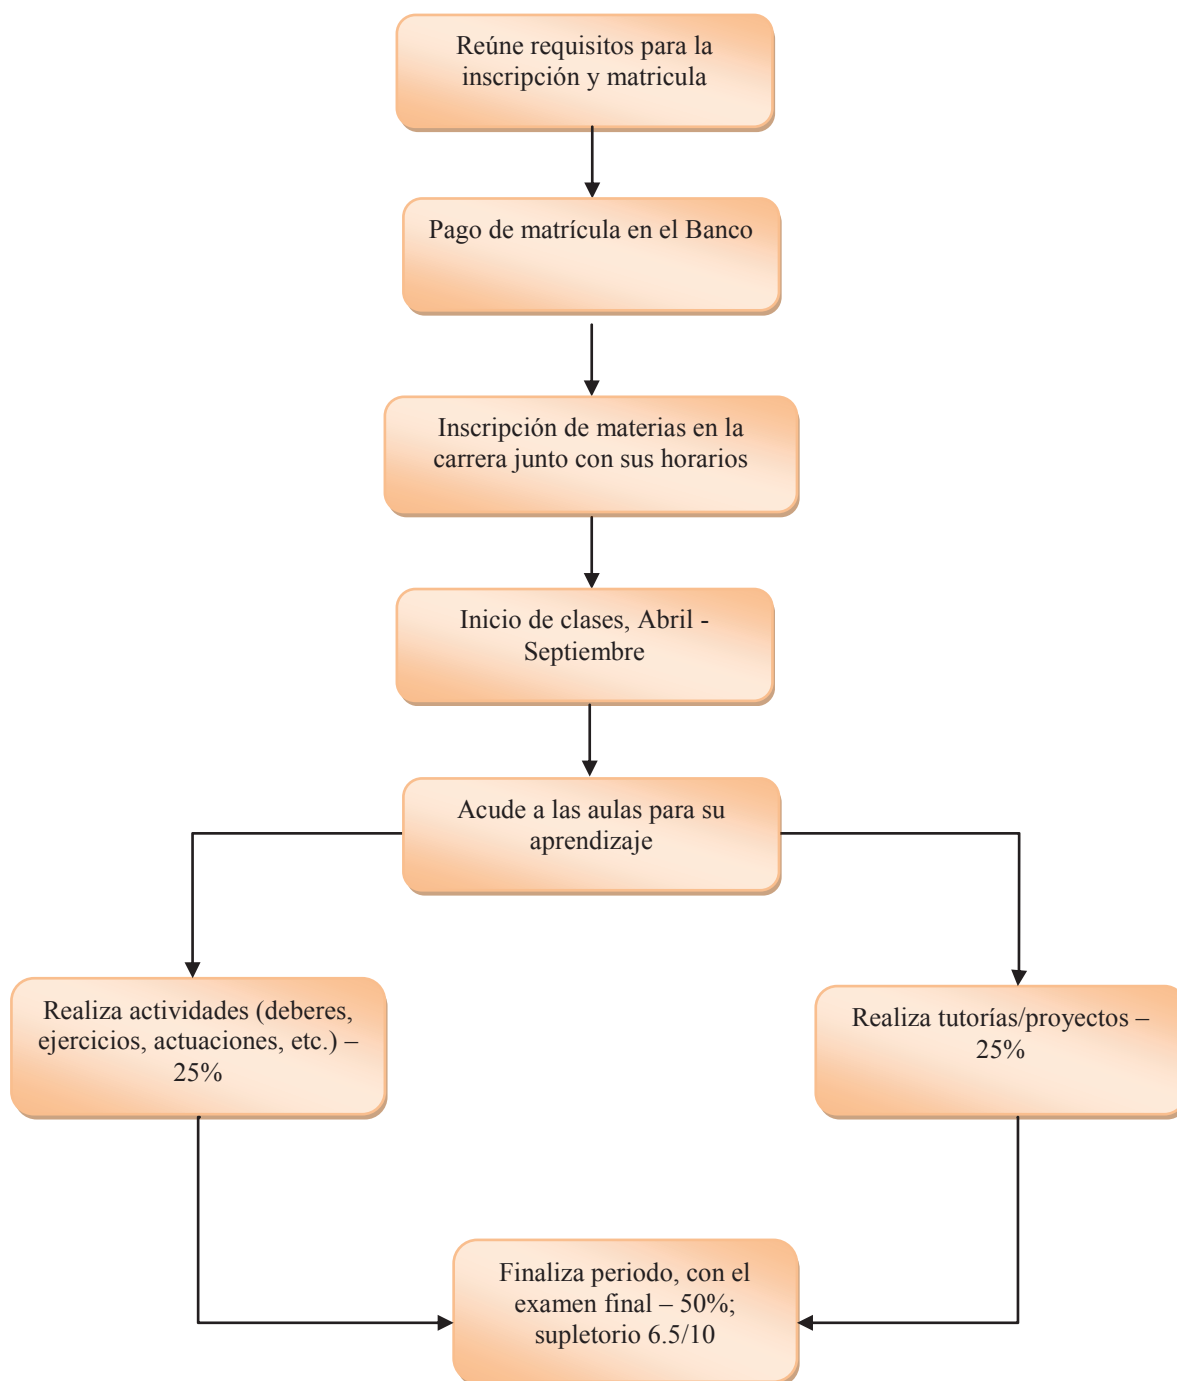 Reúne requisitos para la
inscripción y matricula
Pago de matrícula en el Banco
Inscripción de materias en la
carrera junto con sus horarios
Inicio de clases, Abril -
Septiembre
Acude a las aulas para su
aprendizaje
Realiza actividades (deberes,
ejercicios, actuaciones, etc.) –
25%
Realiza tutorías/proyectos –
25%
Finaliza periodo, con el
examen final – 50%;
supletorio 6.5/10